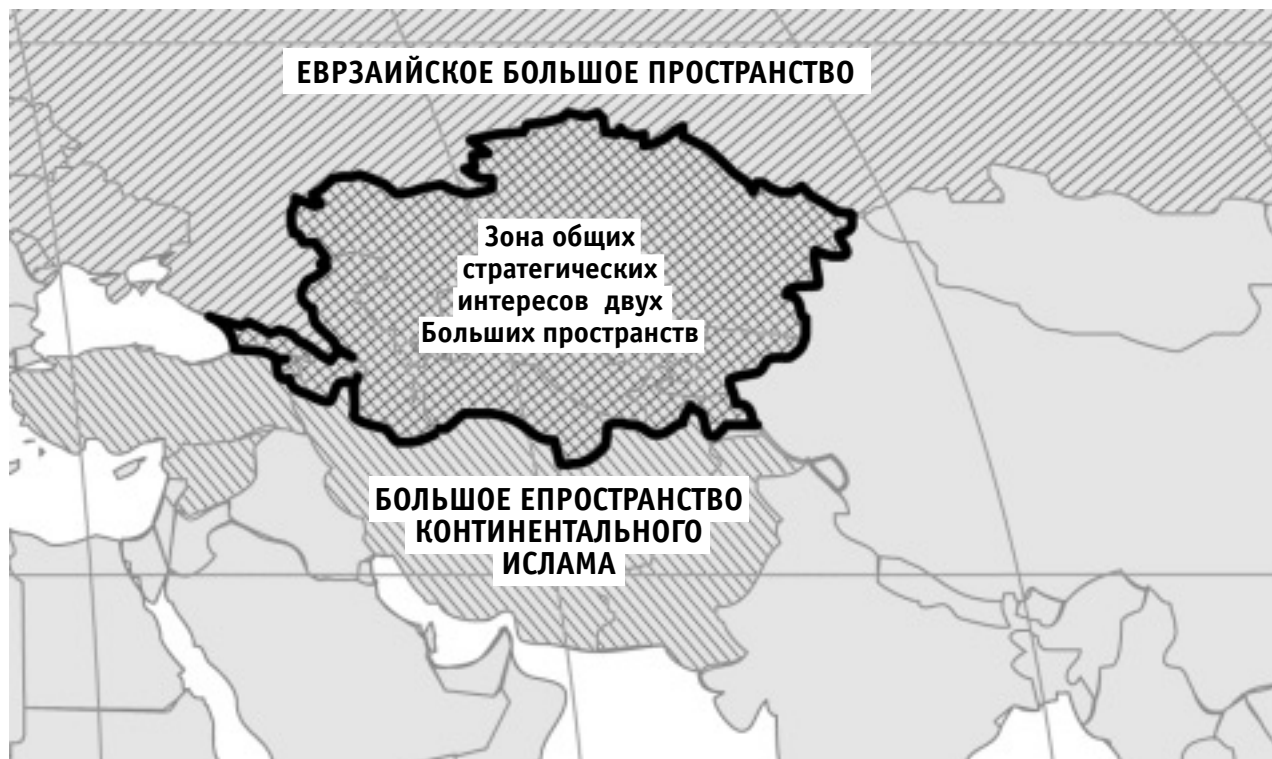 ЕВРЗАИЙСКОЕ БОЛЬШОЕ ПРОСТРАНСТВО
Зона общих
стратегических
интересов двух
Больших пространств
БОЛЬШОЕ ЕПРОСТРАНСТВО
КОНТИНЕНТАЛЬНОГО
ИСЛАМА